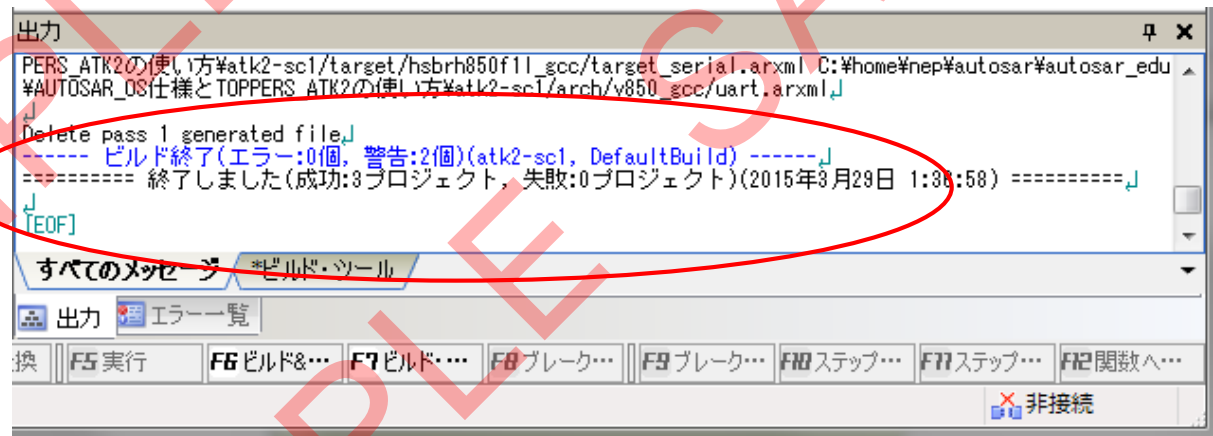 出力
PERS_ATK2の使い方¥atk2-sc1/target/hsbrh850f1l_gcc/target_serial.arxml C:¥home¥nep¥autosar¥autosar_edu
¥AUTOSAR_OS仕様とTOPPERS_ATK2の使い方¥atk2-sc1/arch/v850_gcc/uart.arxml↓
↓
Delete pass 1 generated file↓
------ ビルド終了(エラー:0個, 警告:2個)(atk2-sc1, DefaultBuild) ------↓
========== 終了しました(成功:3プロジェクト, 失敗:0プロジェクト)(2015年3月29日 1:38:58) ==========↓
↓
[EOF]
すべてのメッセージ *ビルド・ツール
出力 エラー一覧
換 F5 実行 F6 ビルド&… F7 ビルド・… F8 ブレーク… F9 ブレーク… F10 ステップ… F11 ステップ… F12 関数へ…
非接続